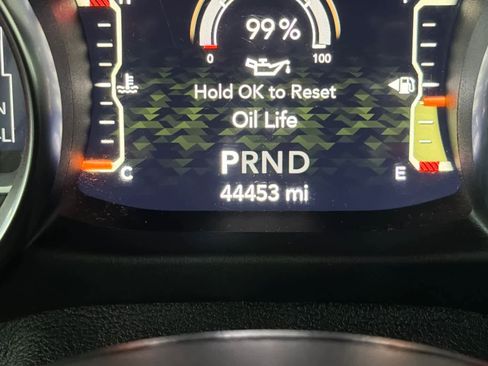 99%
0 100
Hold OK to Reset
Oil Life
C PRND E
44453 mi